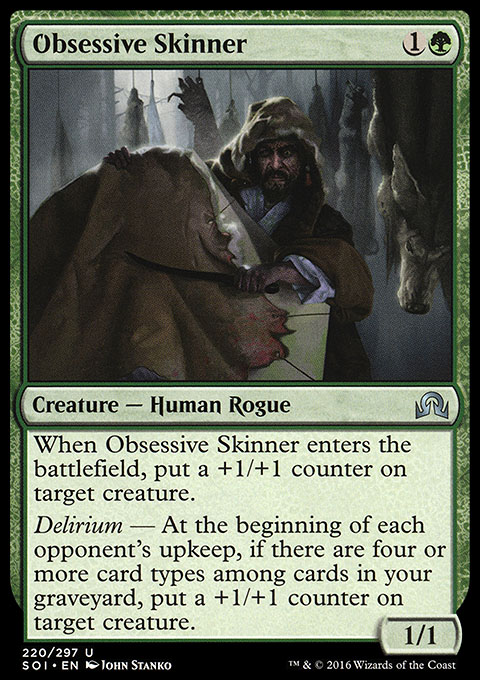 Obsessive Skinner 1
Creature — Human Rogue
When Obsessive Skinner enters the
battlefield, put a +1/+1 counter on
target creature.
Delirium — At the beginning of each
opponent's upkeep, if there are four or
more card types among cards in your
graveyard, put a +1/+1 counter on
target creature.
1/1
220/297 U
SOI • EN John Stanko
™ & © 2016 Wizards of the Coast